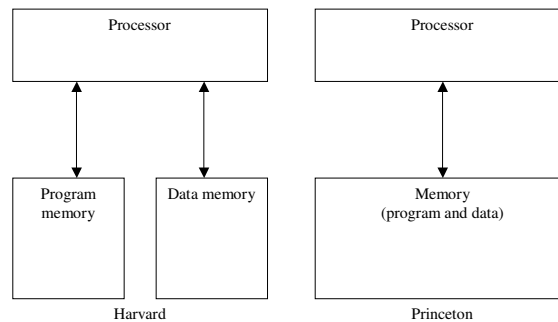 Processor
Program
memory
Data memory
Harvard
Processor
Memory
(program and data)
Princeton